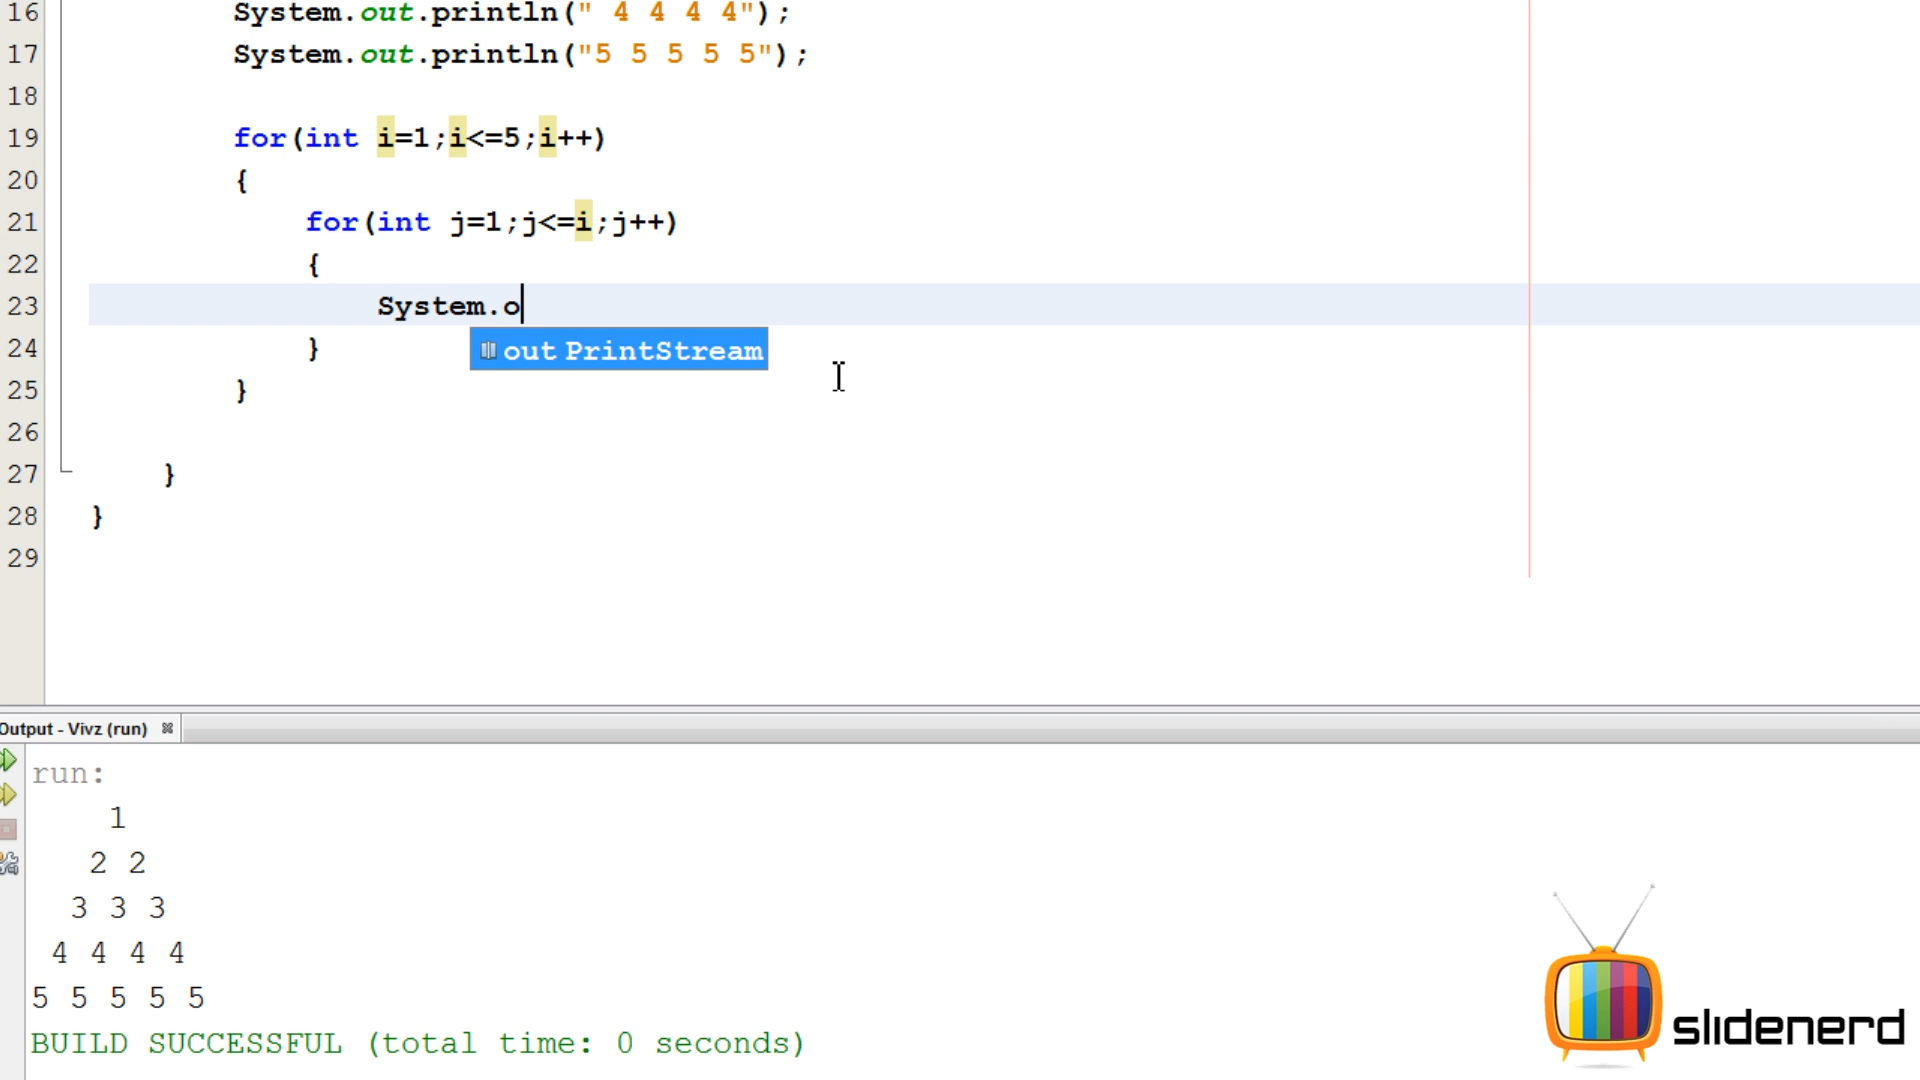 16 System.out.println(" 4 4 4 4");
17 System.out.println("5 5 5 5 5");
18
19 for(int i=1;i<=5;i++)
20 {
21 for(int j=1;j<=i;j++)
22 {
23 System.o
out PrintStream
24 }
25 }
26
27 }
28 }
29
Output - Vivz (run)
run:
1
2 2
3 3 3
4 4 4 4
5 5 5 5 5
BUILD SUCCESSFUL (total time: 0 seconds)
slidenerd